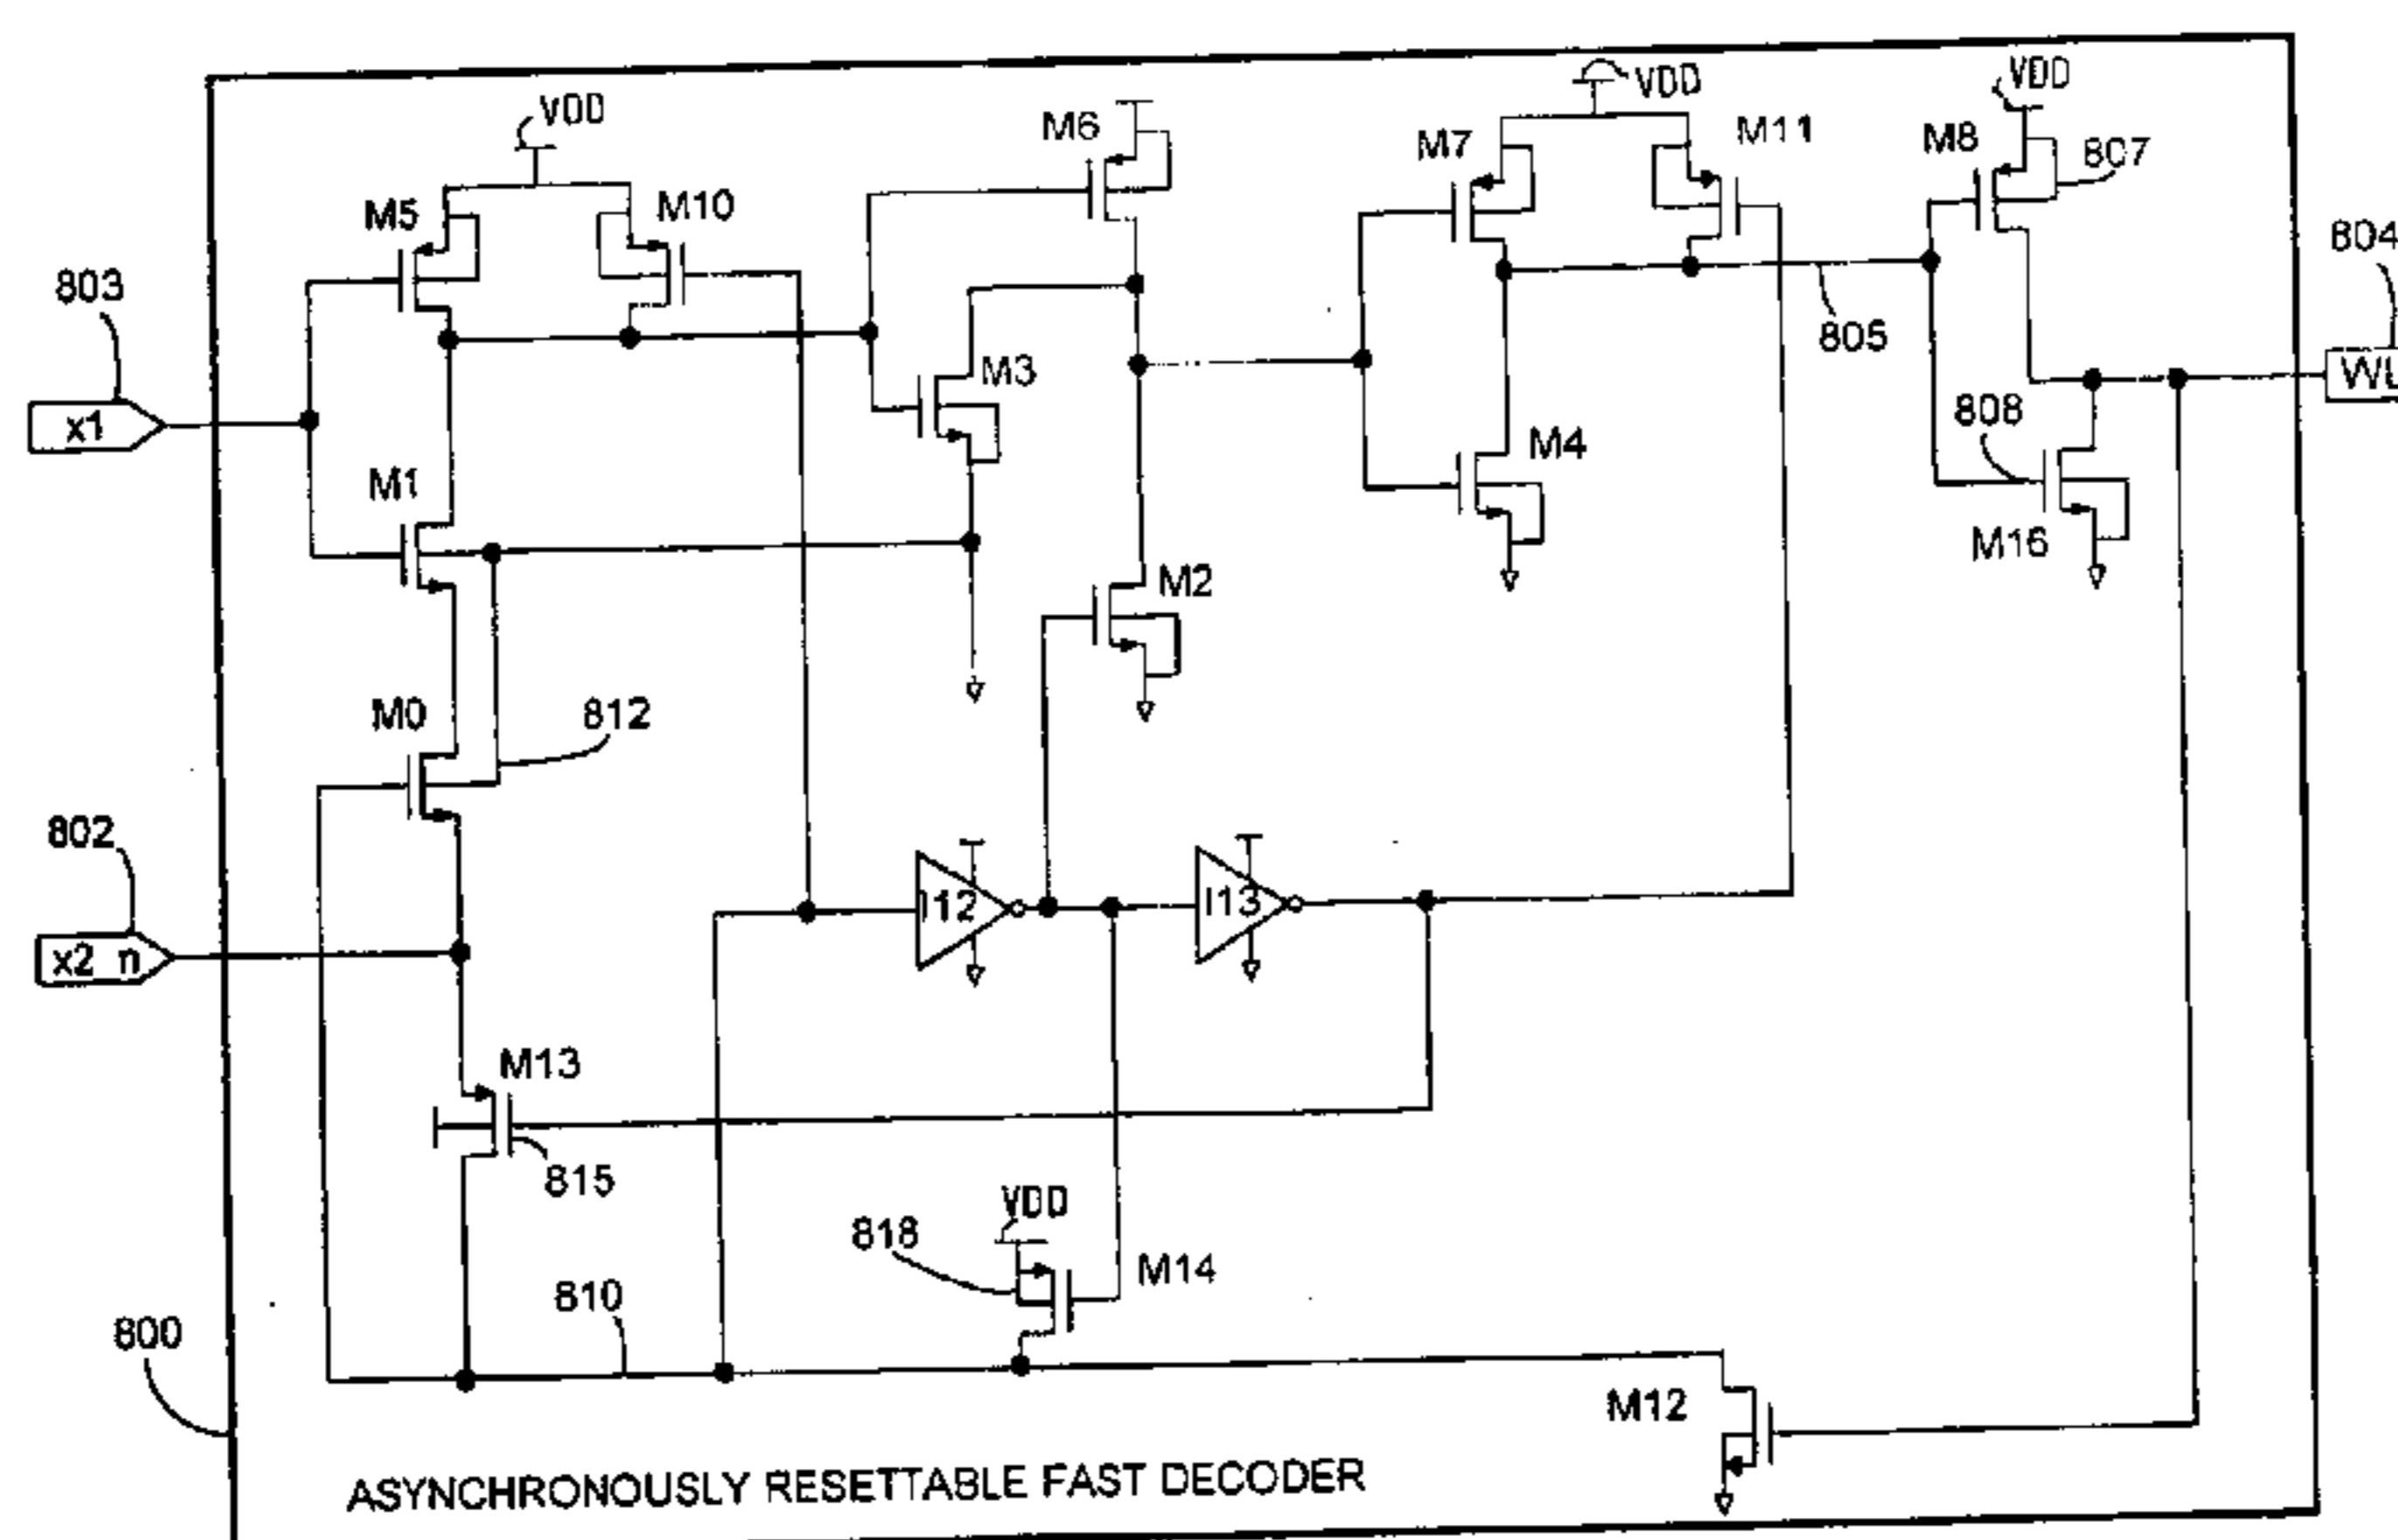 VDD
VDD
VDD
M6
M7
M11
M8
807
M5
M10
804
803
805
WL
x1
M3
808
M4
M1
M16
M2
M0
812
802
I12
I13
x2 n
M13
815
VDD
818
M14
810
800
M12
ASYNCHRONOUSLY RESETTABLE FAST DECODER